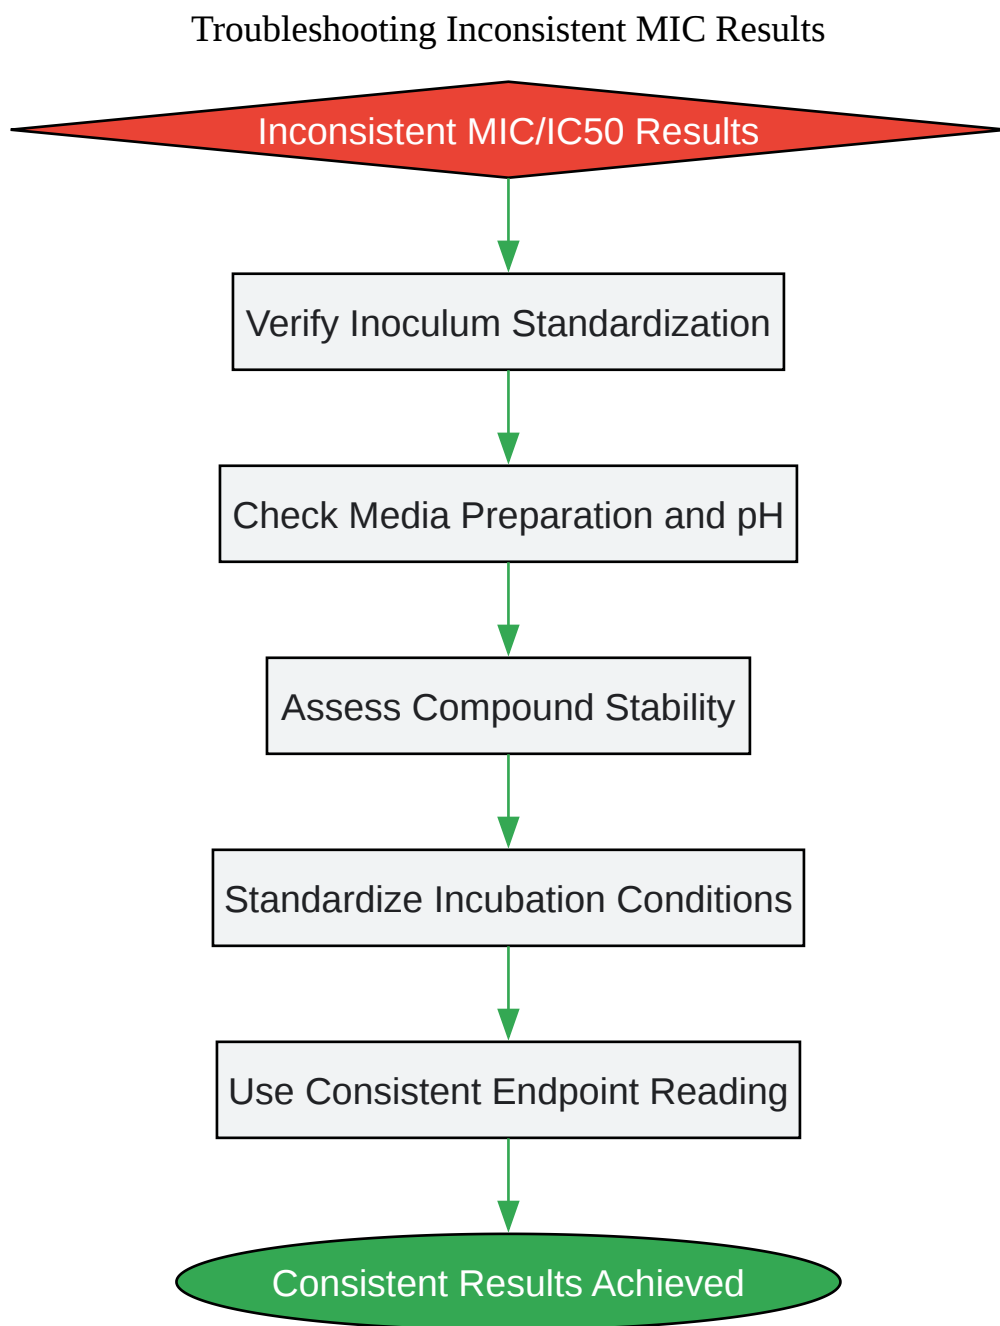 Troubleshooting Inconsistent MIC Results
Inconsistent MIC/IC50 Results
Verify Inoculum Standardization
Check Media Preparation and pH
Assess Compound Stability
Standardize Incubation Conditions
Use Consistent Endpoint Reading
Consistent Results Achieved